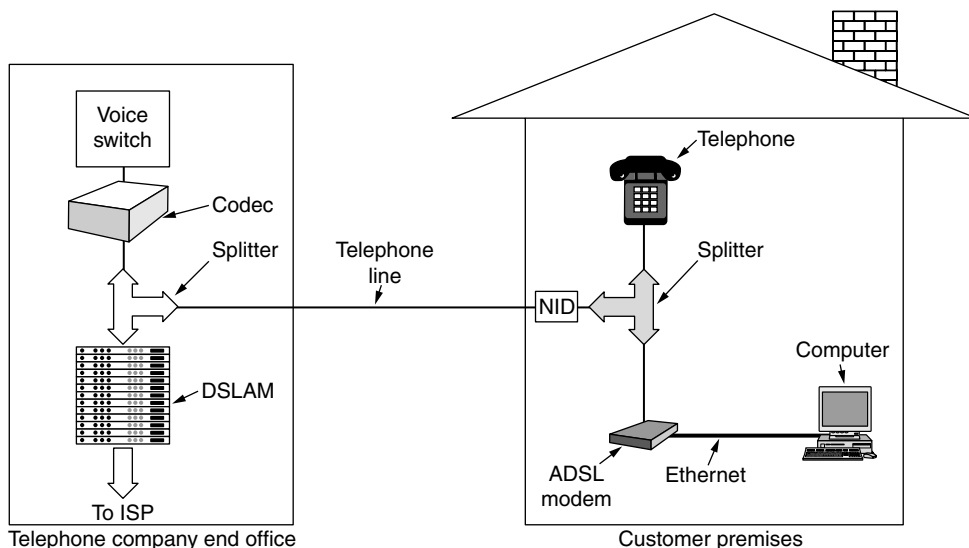 Voice
switch
Codec
Splitter
Telephone
line
DSLAM
To ISP
Telephone company end office
Telephone
Splitter
NID
Computer
ADSL
modem
Ethernet
Customer premises